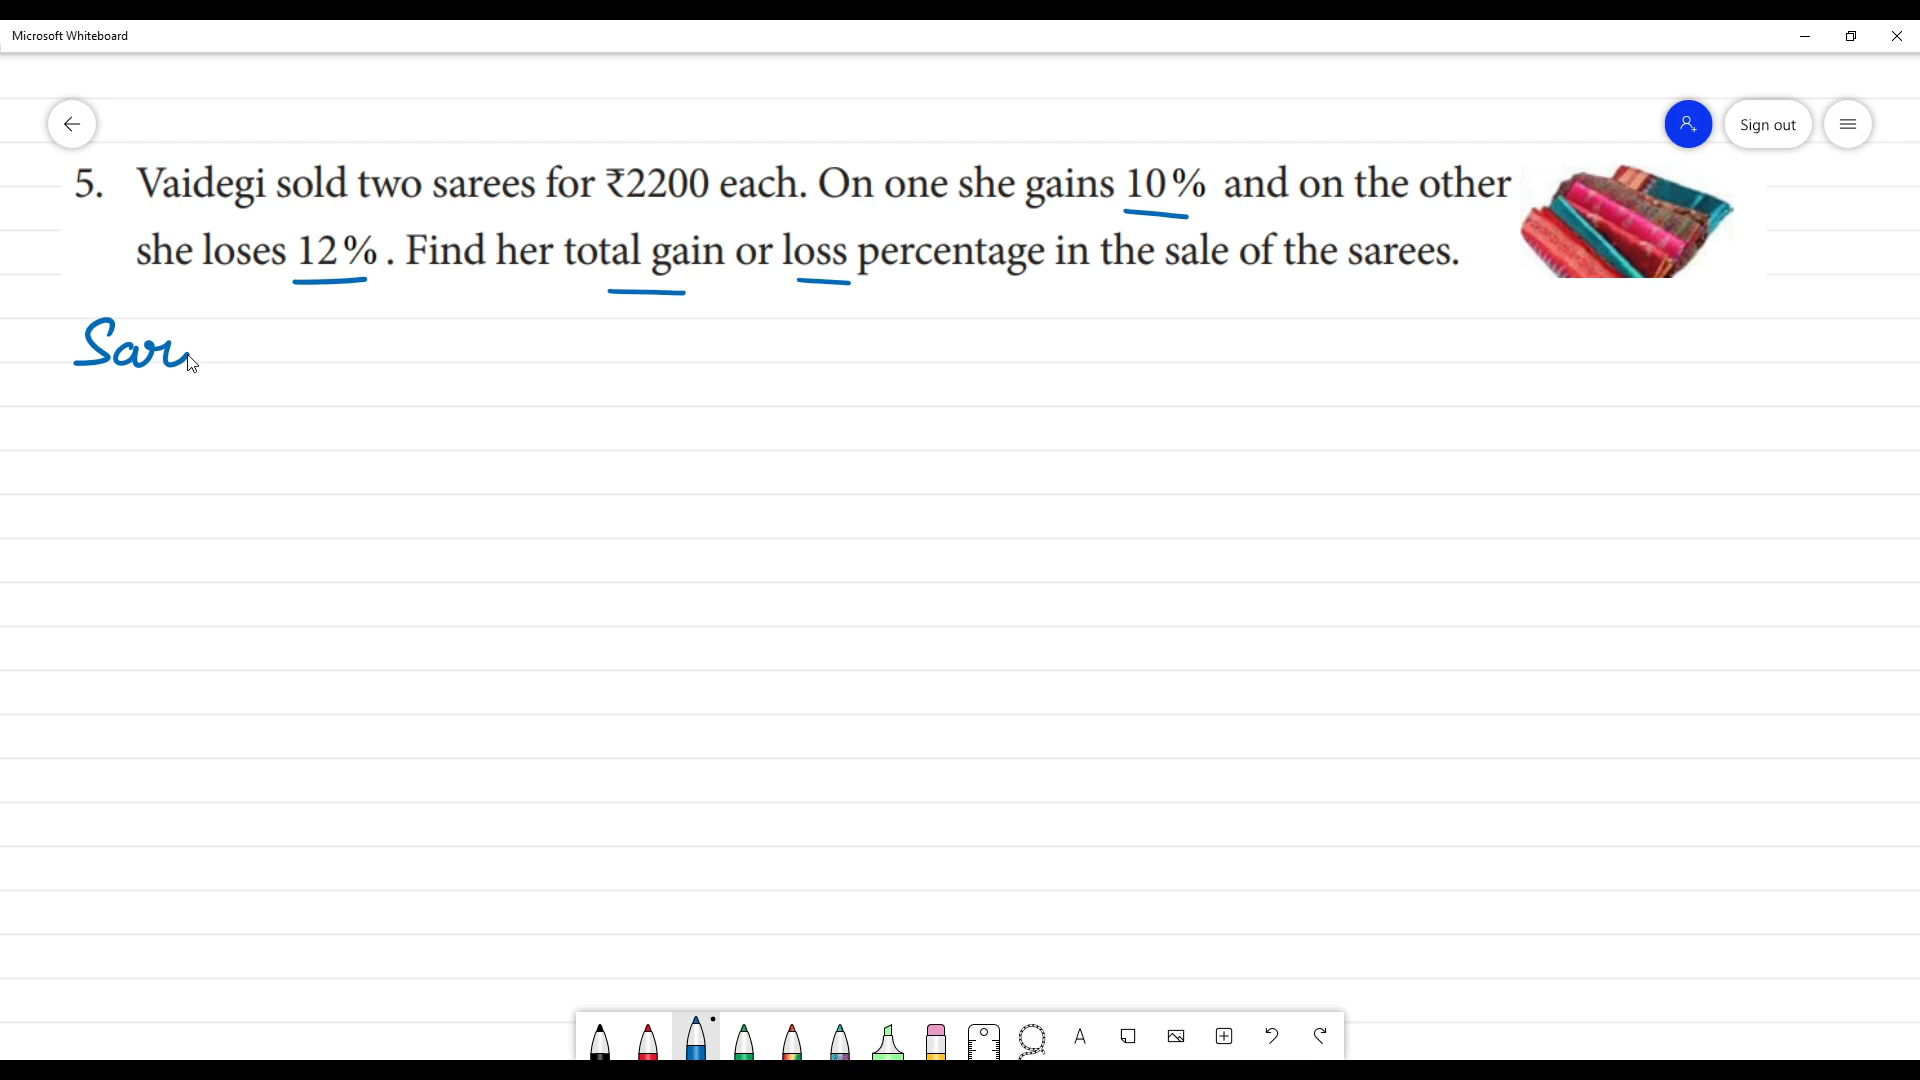 Microsoft Whiteboard
Sign out
5. Vaidegi sold two sarees for ₹2200 each. On one she gains 10% and on the other
she loses 12%. Find her total gain or loss percentage in the sale of the sarees.
Sar
A